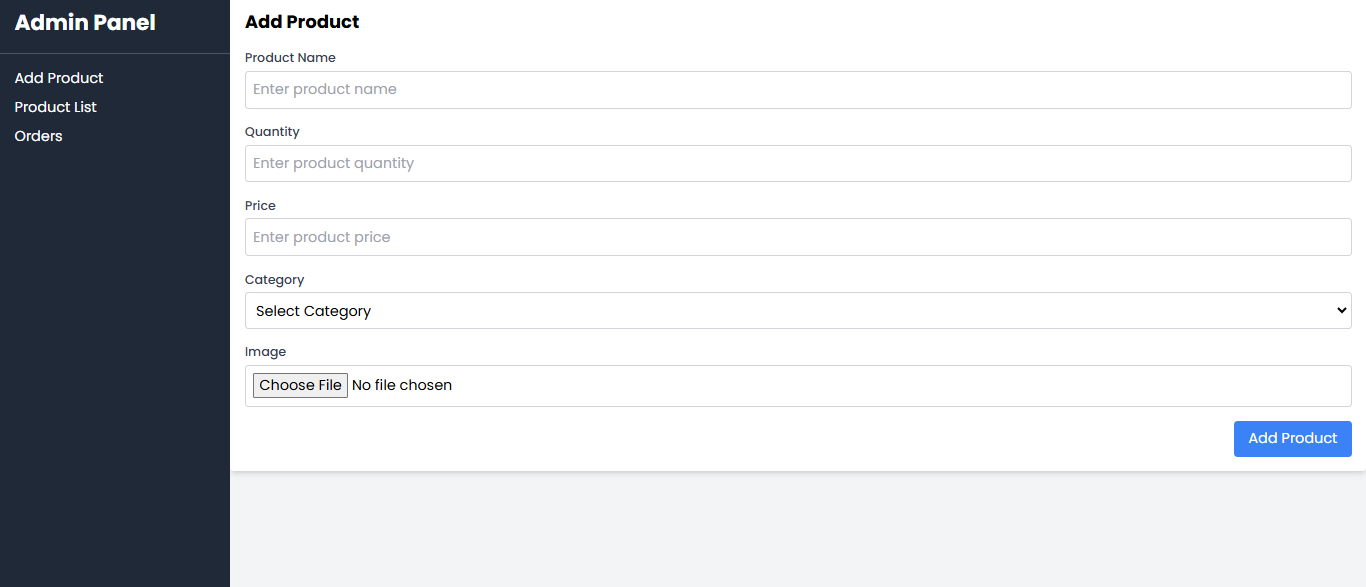 Admin Panel
Add Product
Product List
Orders
Add Product
Product Name
Enter product name
Quantity
Enter product quantity
Price
Enter product price
Category
Select Category
Image
Choose File No file chosen
Add Product